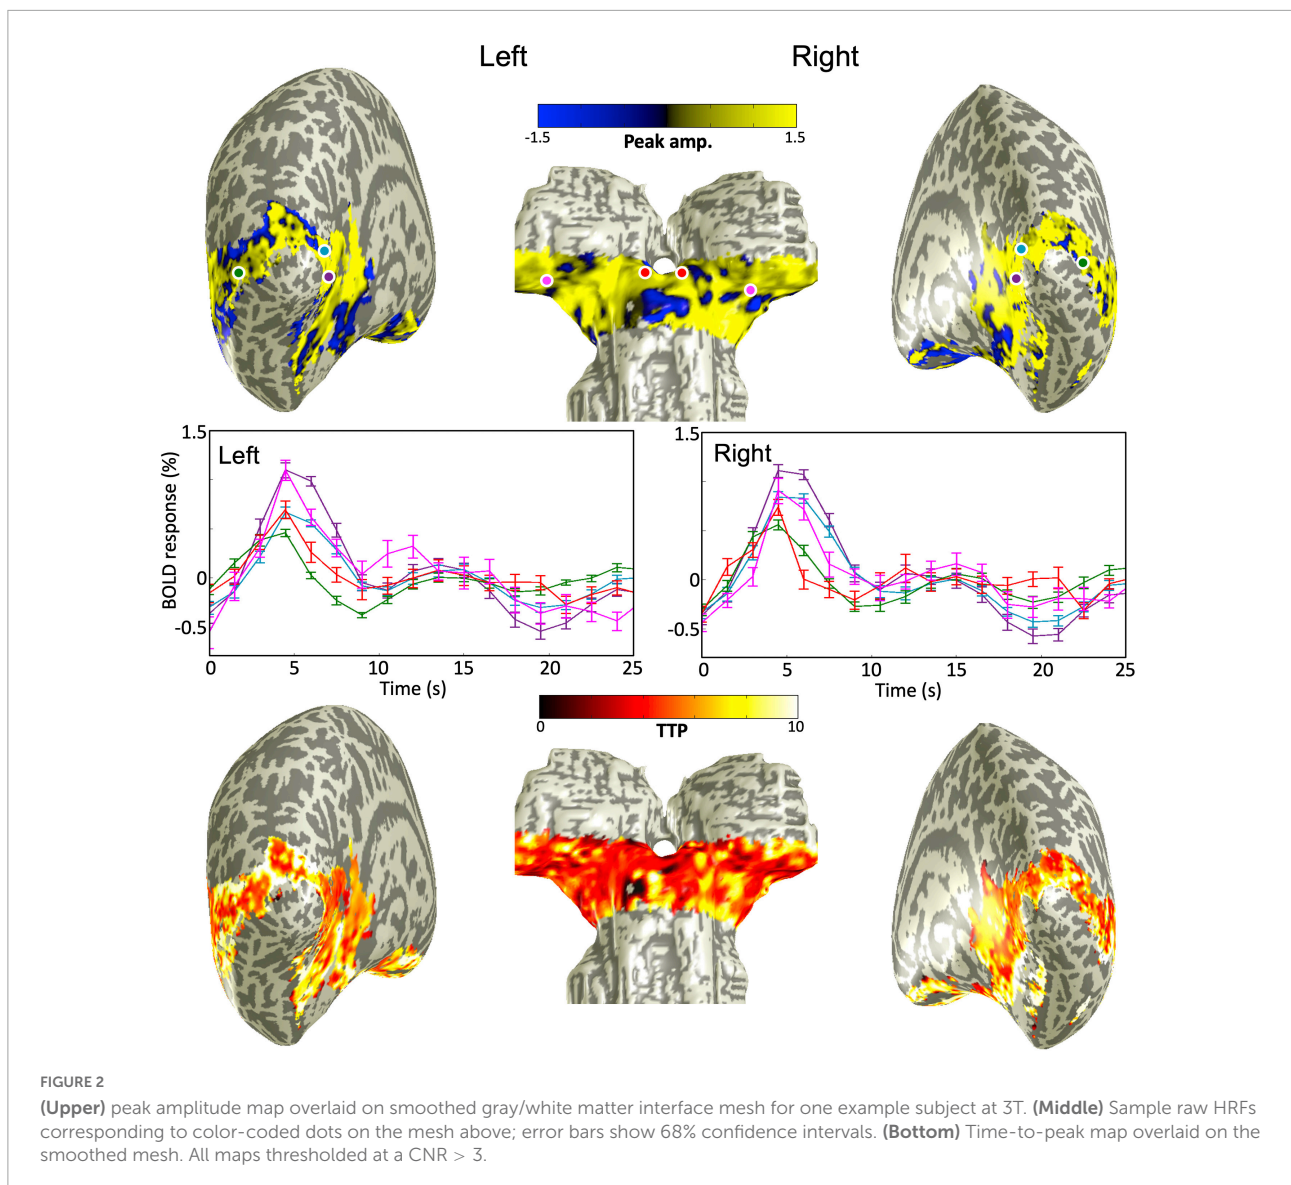 Left
Right
-1.5
Peak amp.
1.5
1.5
0
-0.5
BOLD response (%)
Left
0
5
10
15
20
25
Time (s)
1.5
0
-0.5
Right
0
5
10
15
20
25
Time (s)
0
TTP
10
FIGURE 2
(Upper) peak amplitude map overlaid on smoothed gray/white matter interface mesh for one example subject at 3T. (Middle) Sample raw HRFs
corresponding to color-coded dots on the mesh above; error bars show 68% confidence intervals. (Bottom) Time-to-peak map overlaid on the
smoothed mesh. All maps thresholded at a CNR > 3.